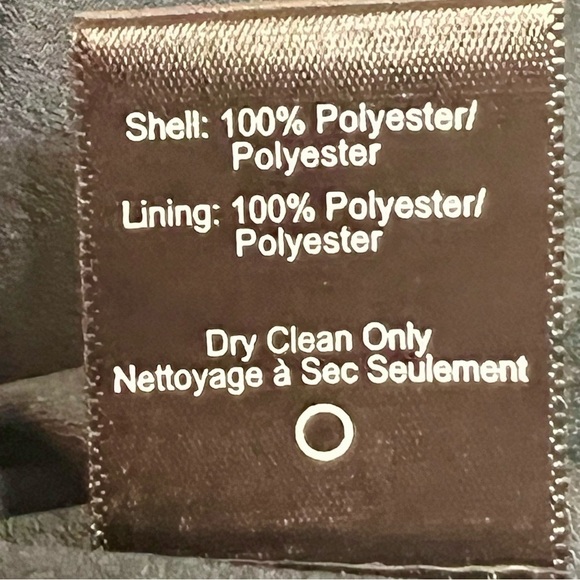 Shell: 100% Polyester/
Polyester
Lining: 100% Polyester/
Polyester
Dry Clean Only
Nettoyage à Sec Seulement